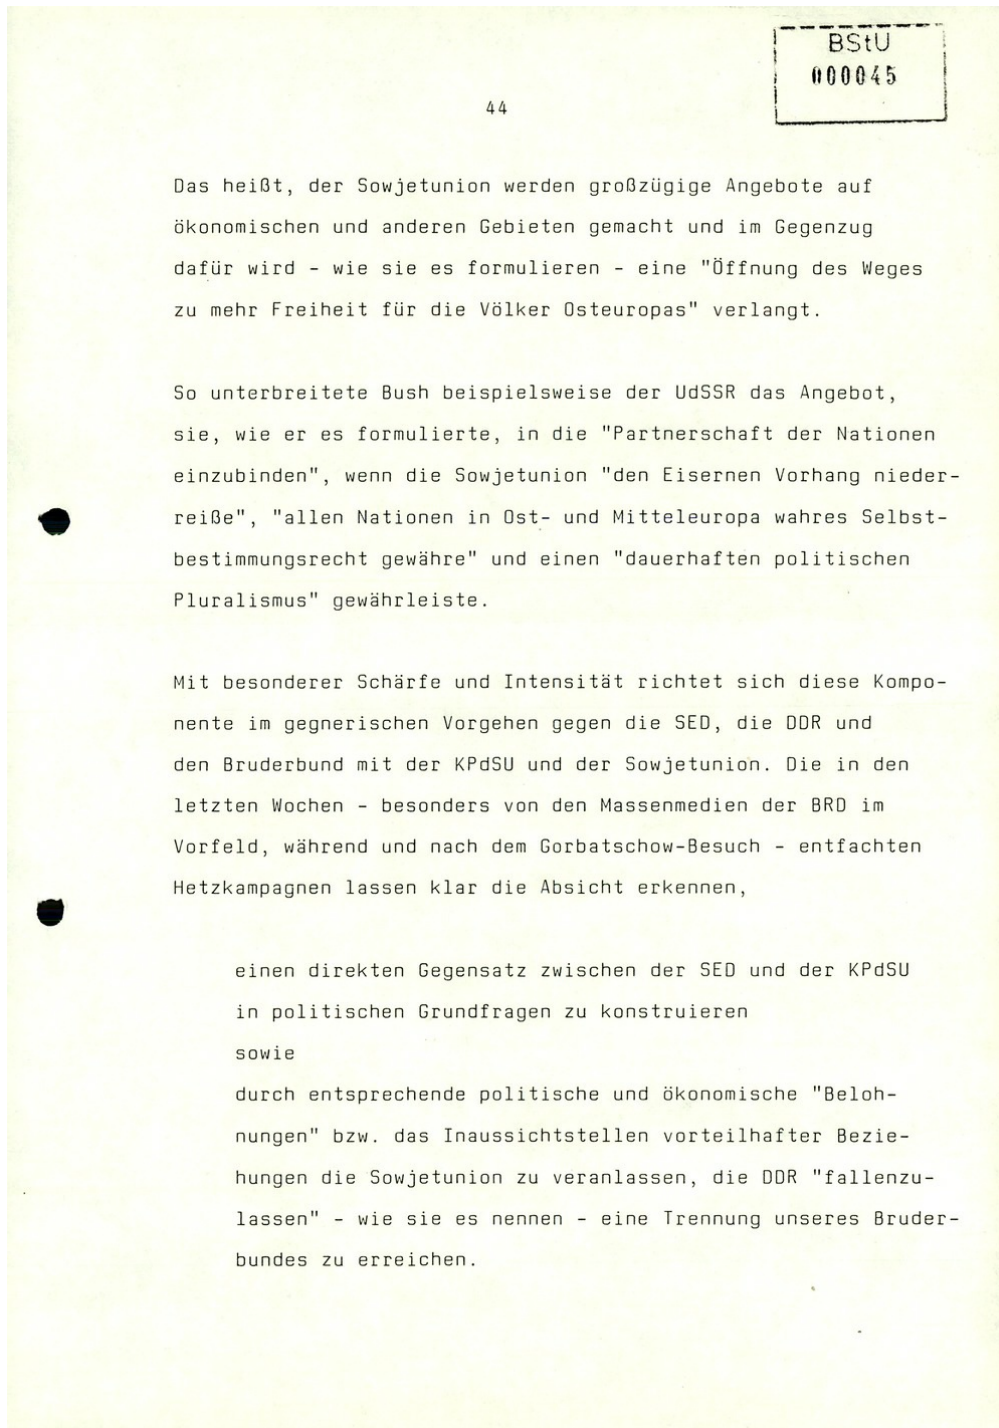 BStU
000045
44
Das heißt, der Sowjetunion werden großzügige Angebote auf
ökonomischen und anderen Gebieten gemacht und im Gegenzug
dafür wird - wie sie es formulieren - eine "Öffnung des Weges
zu mehr Freiheit für die Völker Osteuropas" verlangt.
So unterbreitete Bush beispielsweise der UdSSR das Angebot,
sie, wie er es formulierte, in die "Partnerschaft der Nationen
einzubinden", wenn die Sowjetunion "den Eisernen Vorhang nieder-
reiße", "allen Nationen in Ost- und Mitteleuropa wahres Selbst-
bestimmungsrecht gewähre" und einen "dauerhaften politischen
Pluralismus" gewährleiste.
Mit besonderer Schärfe und Intensität richtet sich diese Kompo-
nente im gegnerischen Vorgehen gegen die SED, die DDR und
den Bruderbund mit der KPdSU und der Sowjetunion. Die in den
letzten Wochen - besonders von den Massenmedien der BRD im
Vorfeld, während und nach dem Gorbatschow-Besuch - entfachten
Hetzkampagnen lassen klar die Absicht erkennen,
einen direkten Gegensatz zwischen der SED und der KPdSU
in politischen Grundfragen zu konstruieren
sowie
durch entsprechende politische und ökonomische "Beloh-
nungen" bzw. das Inaussichtstellen vorteilhafter Bezie-
hungen die Sowjetunion zu veranlassen, die DDR "fallenzu-
lassen" - wie sie es nennen - eine Trennung unseres Bruder-
bundes zu erreichen.